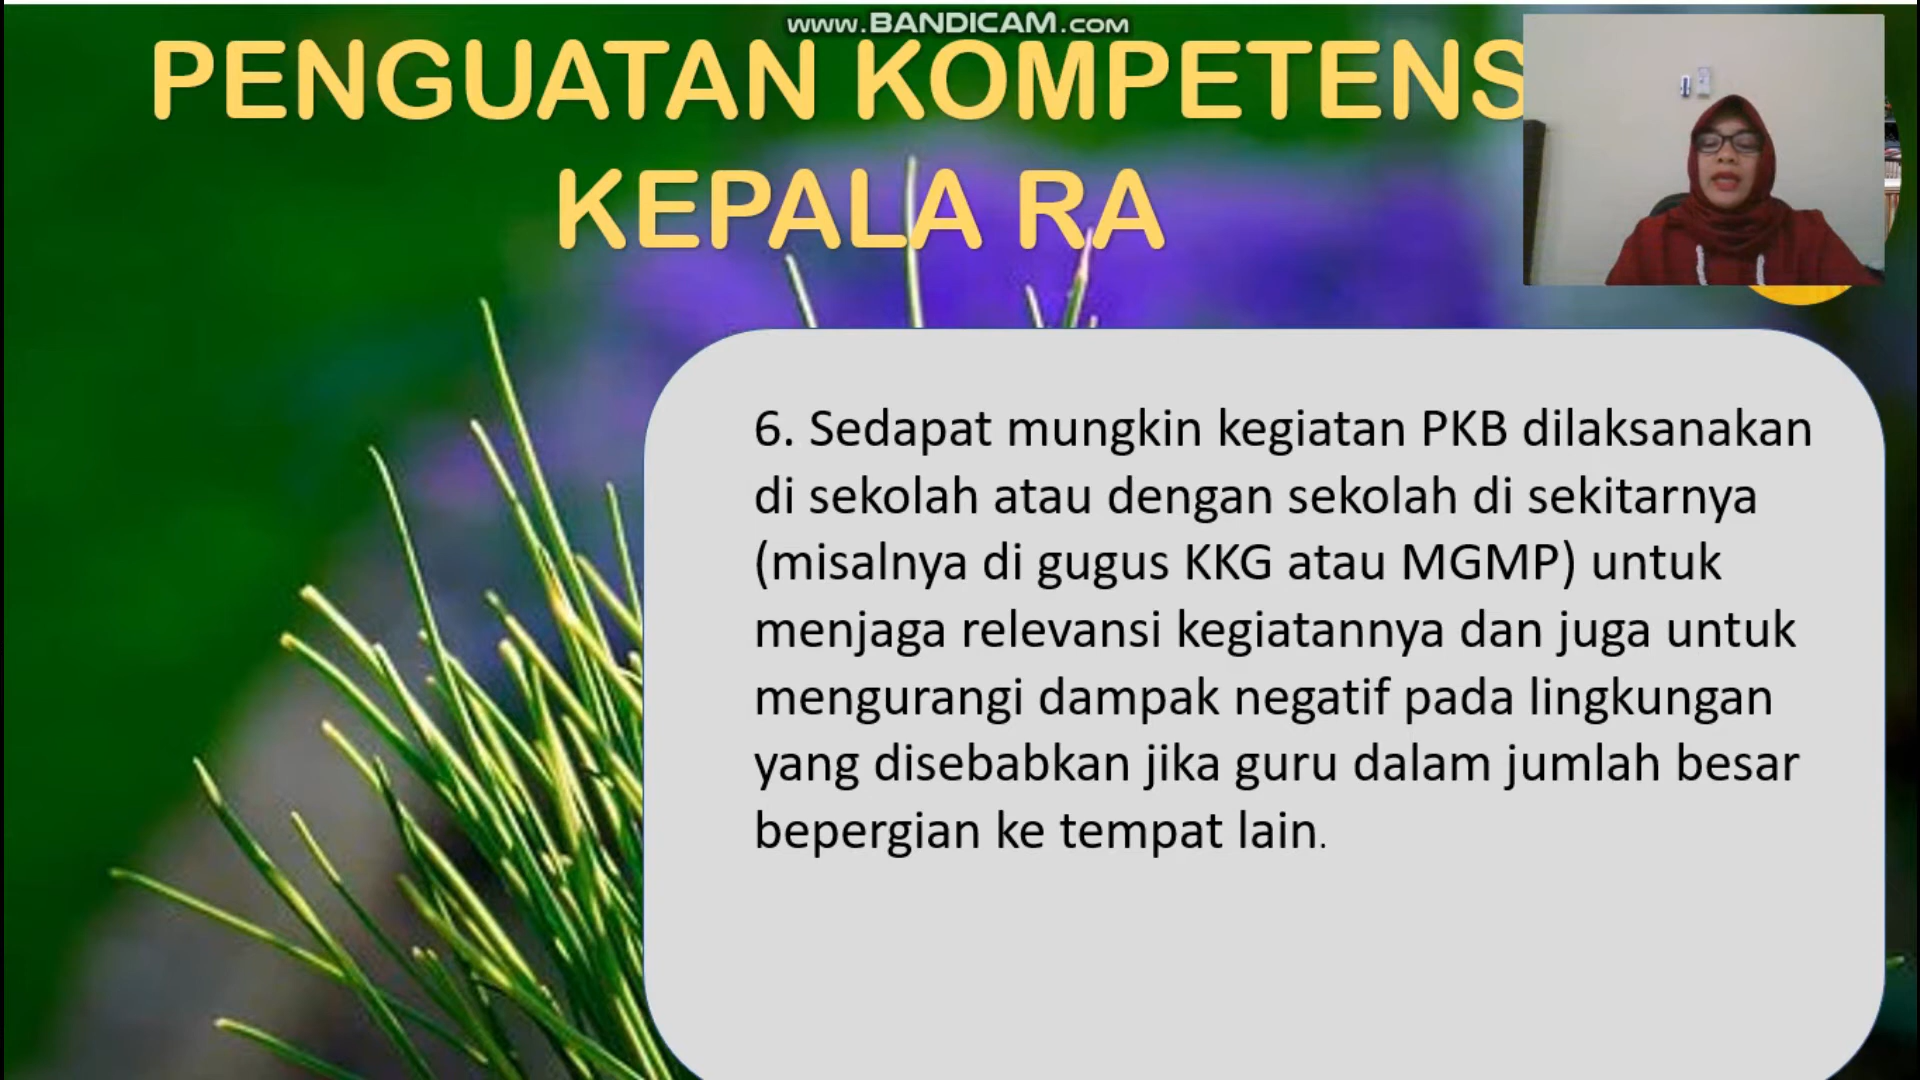 www.BANDICAM.com
PENGUATAN KOMPETENS
KEPALA RA
6. Sedapat mungkin kegiatan PKB dilaksanakan
di sekolah atau dengan sekolah di sekitarnya
(misalnya di gugus KKG atau MGMP) untuk
menjaga relevansi kegiatannya dan juga untuk
mengurangi dampak negatif pada lingkungan
yang disebabkan jika guru dalam jumlah besar
bepergian ke tempat lain.